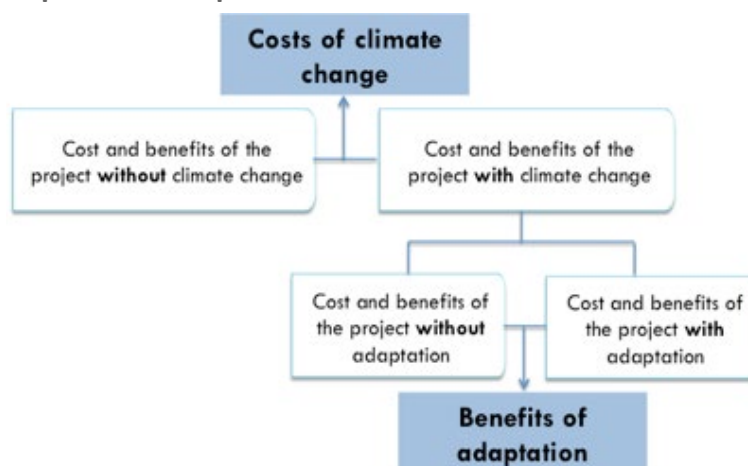 Costs of climate
change
Cost and benefits of the
project without climate change
Cost and benefits of the
project with climate change
Cost and benefits of
the project without
adaptation
Cost and benefits of
the project with
adaptation
Benefits of
adaptation